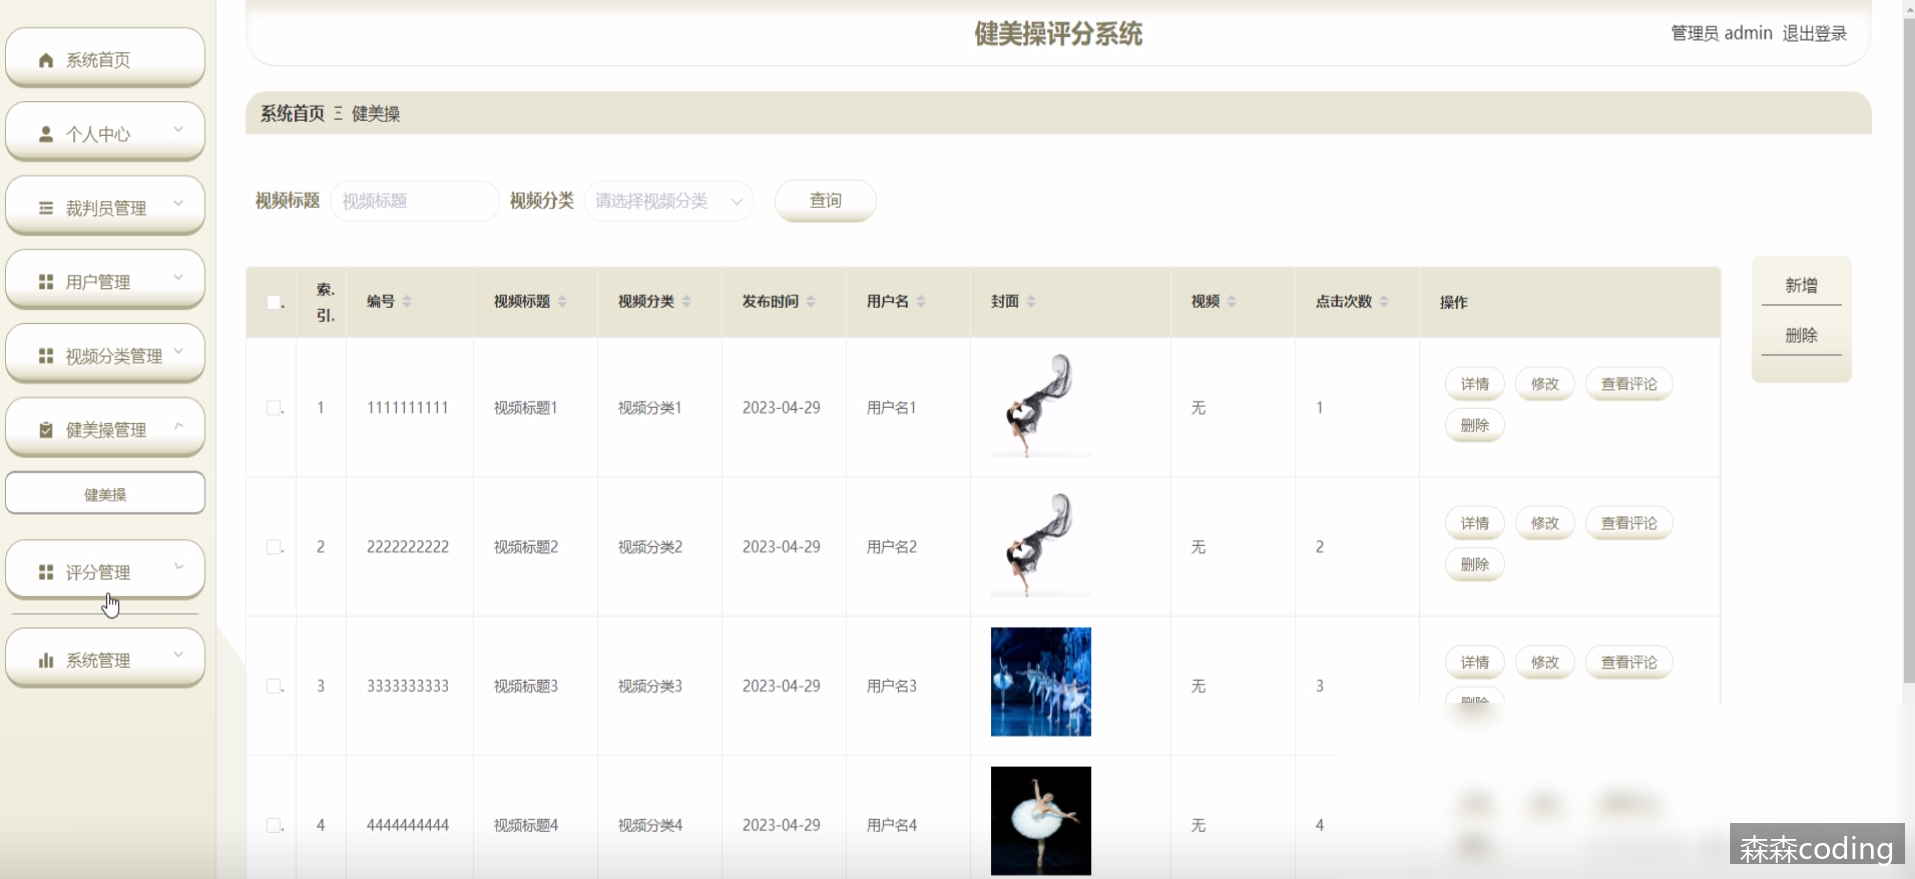 健美操评分系统
管理员 admin 退出登录
系统首页
个人中心
裁判员管理
用户管理
视频分类管理
健美操管理
健美操
评分管理
系统管理
系统首页 Ξ 健美操
视频标题 视频标题 视频分类 请选择视频分类 查询
索引. 编号 视频标题 视频分类 发布时间 用户名 封面 视频 点击次数 操作
1 1111111111 视频标题1 视频分类1 2023-04-29 用户名1 无 1 详情 修改 查看评论
删除
2 2222222222 视频标题2 视频分类2 2023-04-29 用户名2 无 2 详情 修改 查看评论
删除
3 3333333333 视频标题3 视频分类3 2023-04-29 用户名3 无 3 详情 修改 查看评论
删除
4 4444444444 视频标题4 视频分类4 2023-04-29 用户名4 无 4
新增
删除
森森coding